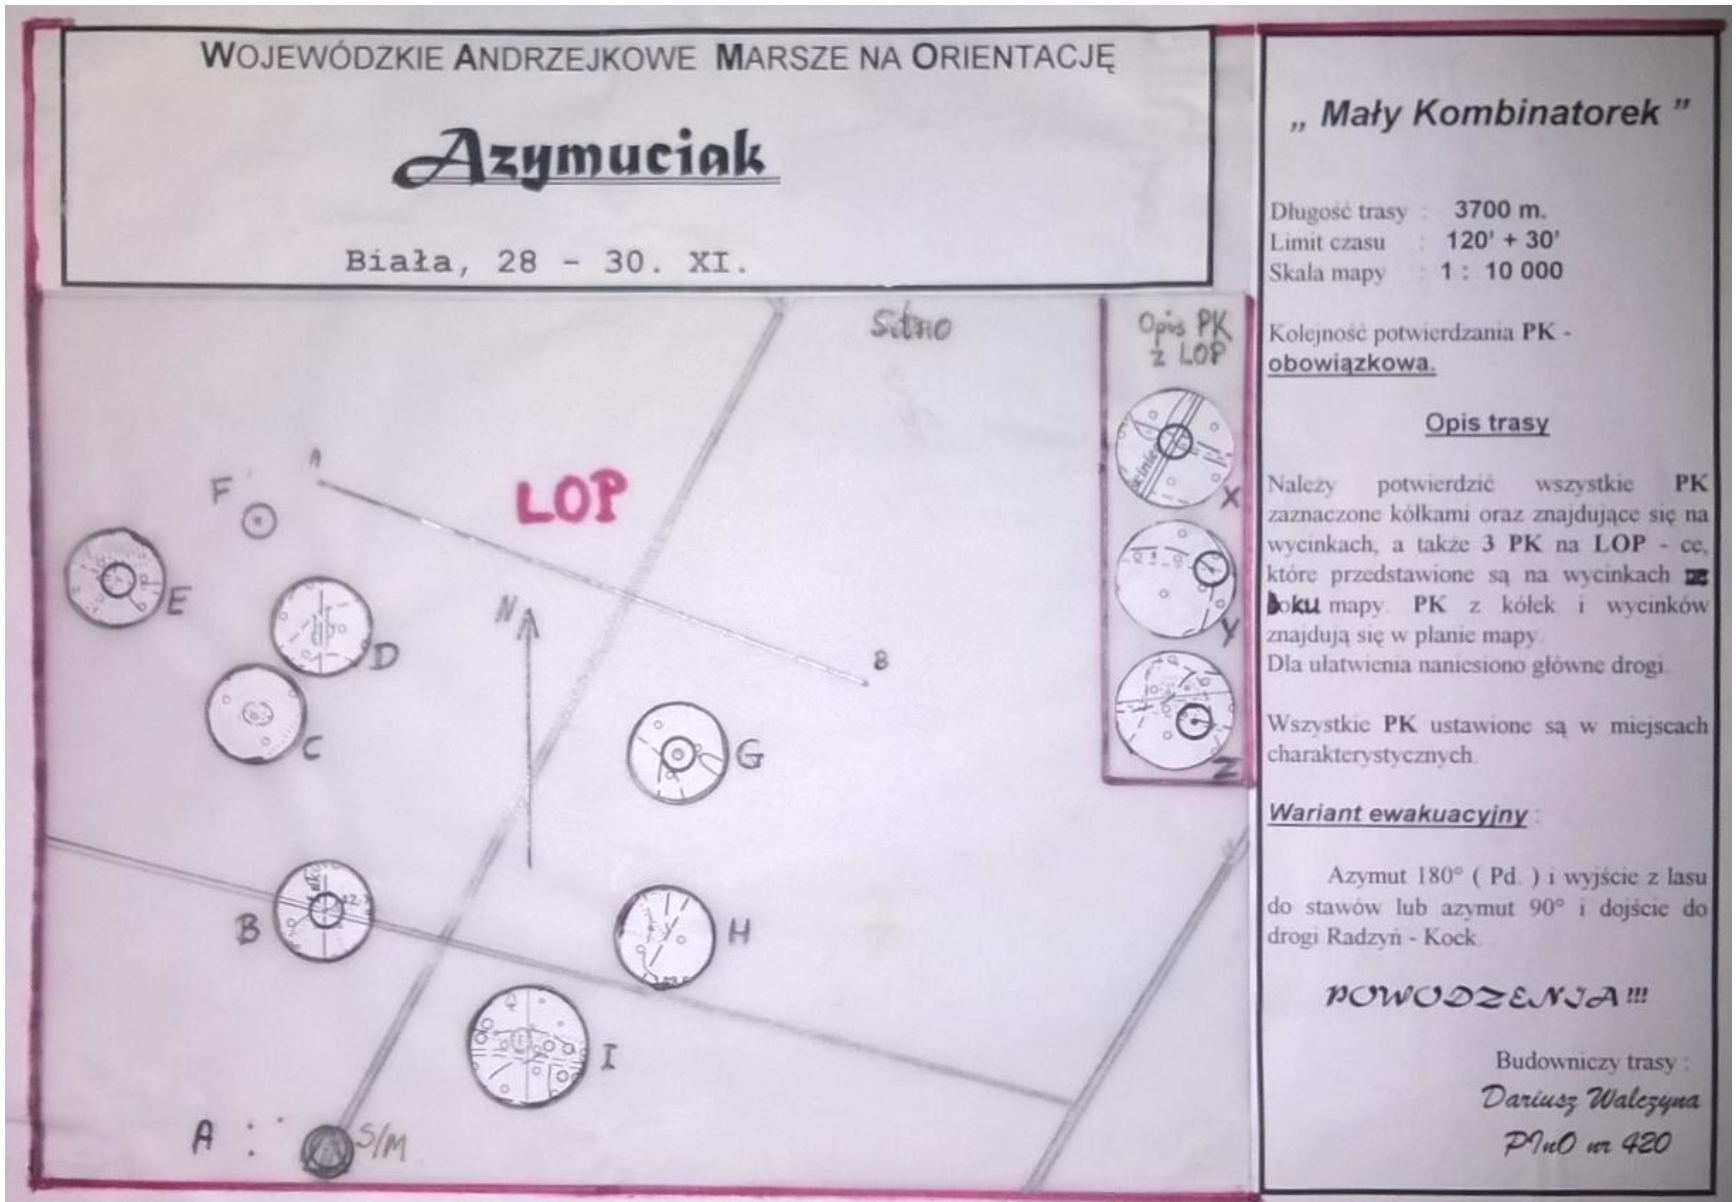 WOJEWÓDZKIE ANDRZEJKOWE MARSZE NA ORIENTACJĘ
Azymuciak
Biała, 28 - 30. XI.
Sitno
Opis PK
z LOP
A
F
LOP
E
N
D
B
C
G
B
H
I
A :
S/M
X
Y
Z
„ Mały Kombinatorek ”
Długość trasy : 3700 m.
Limit czasu : 120' + 30'
Skala mapy : 1 : 10 000
Kolejność potwierdzania PK -
obowiązkowa.
Opis trasy
Należy potwierdzić wszystkie PK
zaznaczone kółkami oraz znajdujące się na
wycinkach, a także 3 PK na LOP - ce,
które przedstawione są na wycinkach z
boku mapy. PK z kółek i wycinków
znajdują się w planie mapy.
Dla ułatwienia naniesiono główne drogi.
Wszystkie PK ustawione są w miejscach
charakterystycznych.
Wariant ewakuacyjny :
Azymut 180° ( Pd. ) i wyjście z lasu
do stawów lub azymut 90° i dojście do
drogi Radzyń - Kock.
POWODZENIA !!!
Budowniczy trasy :
Dariusz Walczyna
PInO nr 420